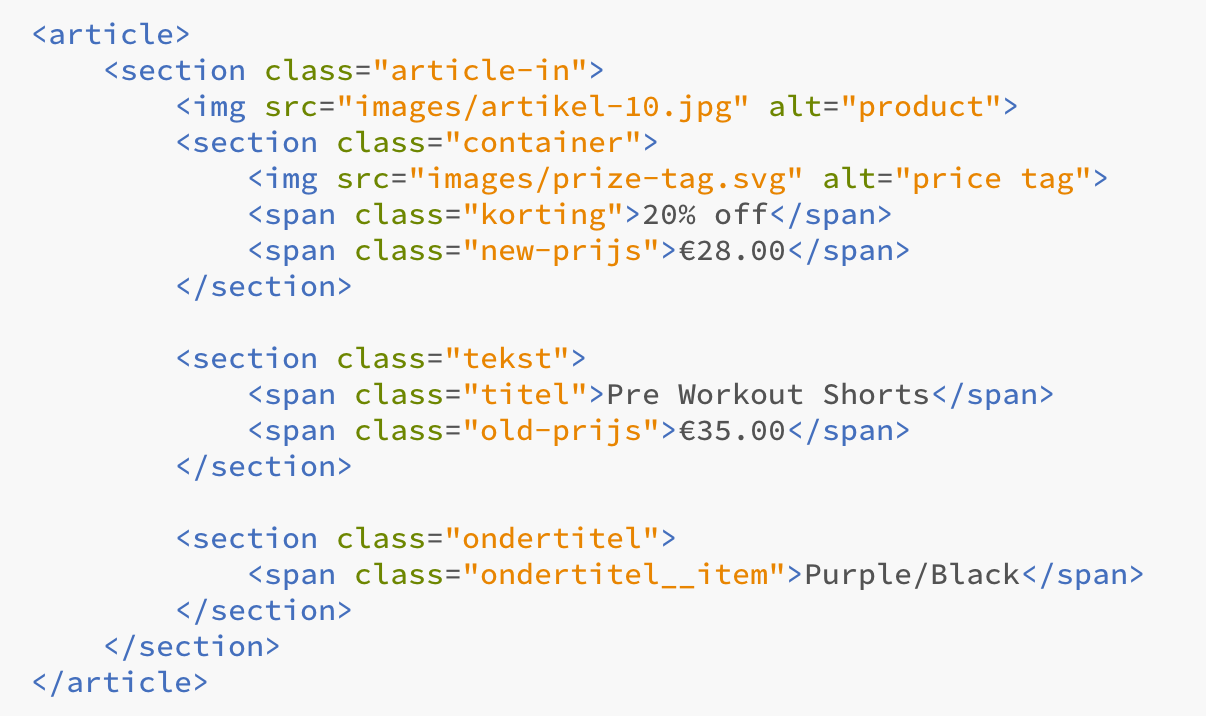 <article>
    <section class="article-in">
        <img src="images/artikel-10.jpg" alt="product">
        <section class="container">
            <img src="images/prize-tag.svg" alt="price tag">
            <span class="korting">20% off</span>
            <span class="new-prijs">€28.00</span>
        </section>

        <section class="tekst">
            <span class="titel">Pre Workout Shorts</span>
            <span class="old-prijs">€35.00</span>
        </section>

        <section class="ondertitel">
            <span class="ondertitel__item">Purple/Black</span>
        </section>
    </section>
</article>